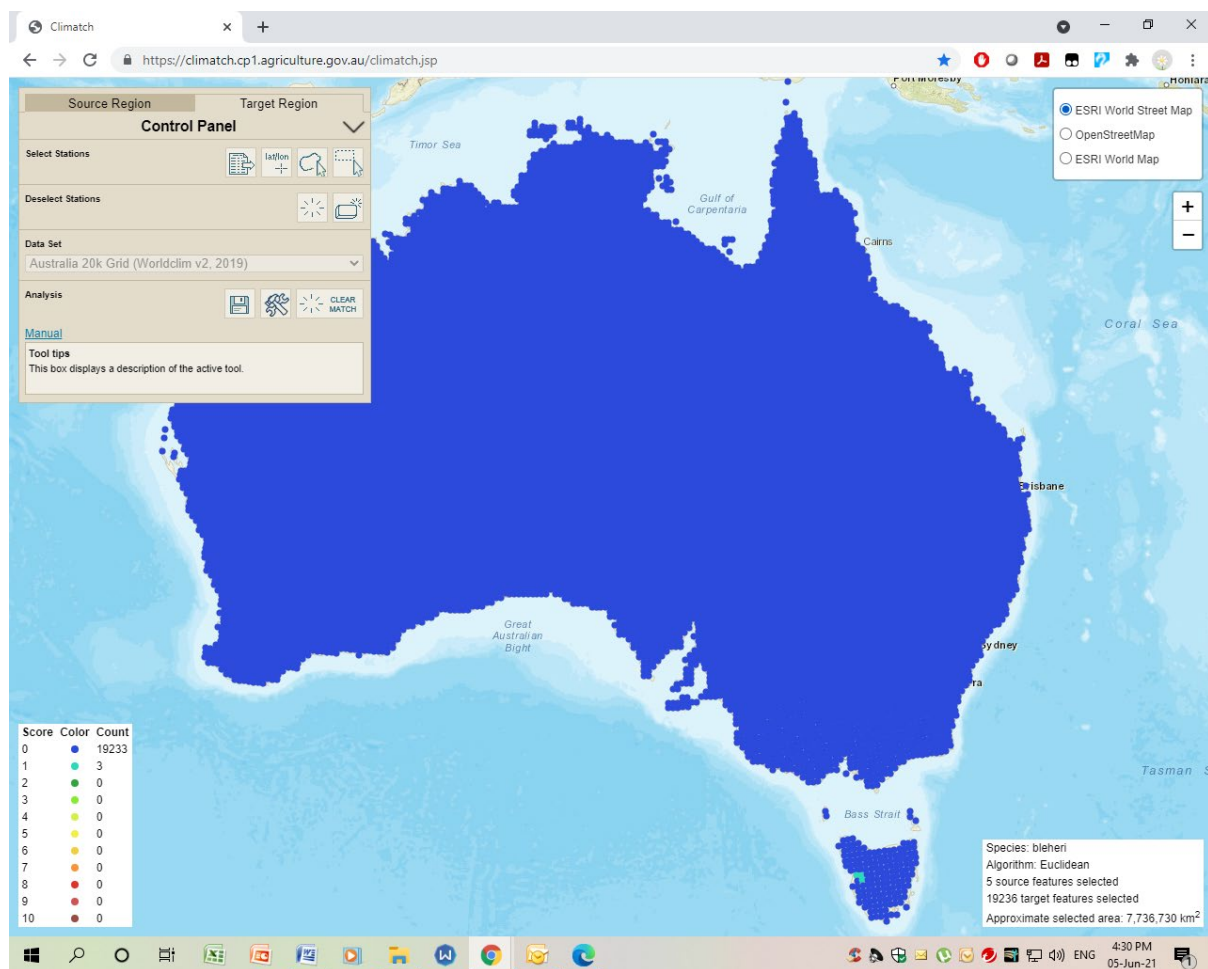 Climatch
https://climatch.cp1.agriculture.gov.au/climatch.jsp
Source Region Target Region
Control Panel
Select Stations
lat/lon
Deselect Stations
Data Set
Australia 20k Grid (Worldclim v2, 2019)
Analysis
CLEAR
MATCH
Manual
Tool tips
This box displays a description of the active tool.
Port Moresby
Honiara
ESRI World Street Map
OpenStreetMap
ESRI World Map
+
−
Timor Sea
Gulf of
Carpentaria
Cairns
Coral Sea
Brisbane
Great
Australian
Bight
Sydney
ra
Tasman S
Bass Strait
Score Color Count
0 19233
1 3
2 0
3 0
4 0
5 0
6 0
7 0
8 0
9 0
10 0
Species: bleheri
Algorithm: Euclidean
5 source features selected
19236 target features selected
Approximate selected area: 7,736,730 km²
ENG
4:30 PM
05-Jun-21